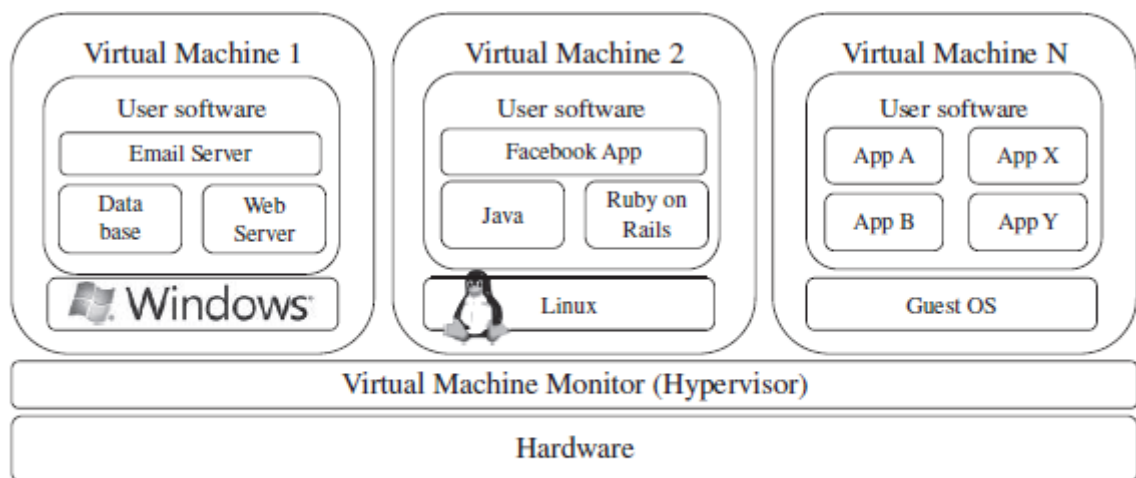 Virtual Machine 1
User software
Email Server
Data
base
Web
Server
Windows
Virtual Machine 2
User software
Facebook App
Java
Ruby on
Rails
Linux
Virtual Machine N
User software
App A
App X
App B
App Y
Guest OS
Virtual Machine Monitor (Hypervisor)
Hardware